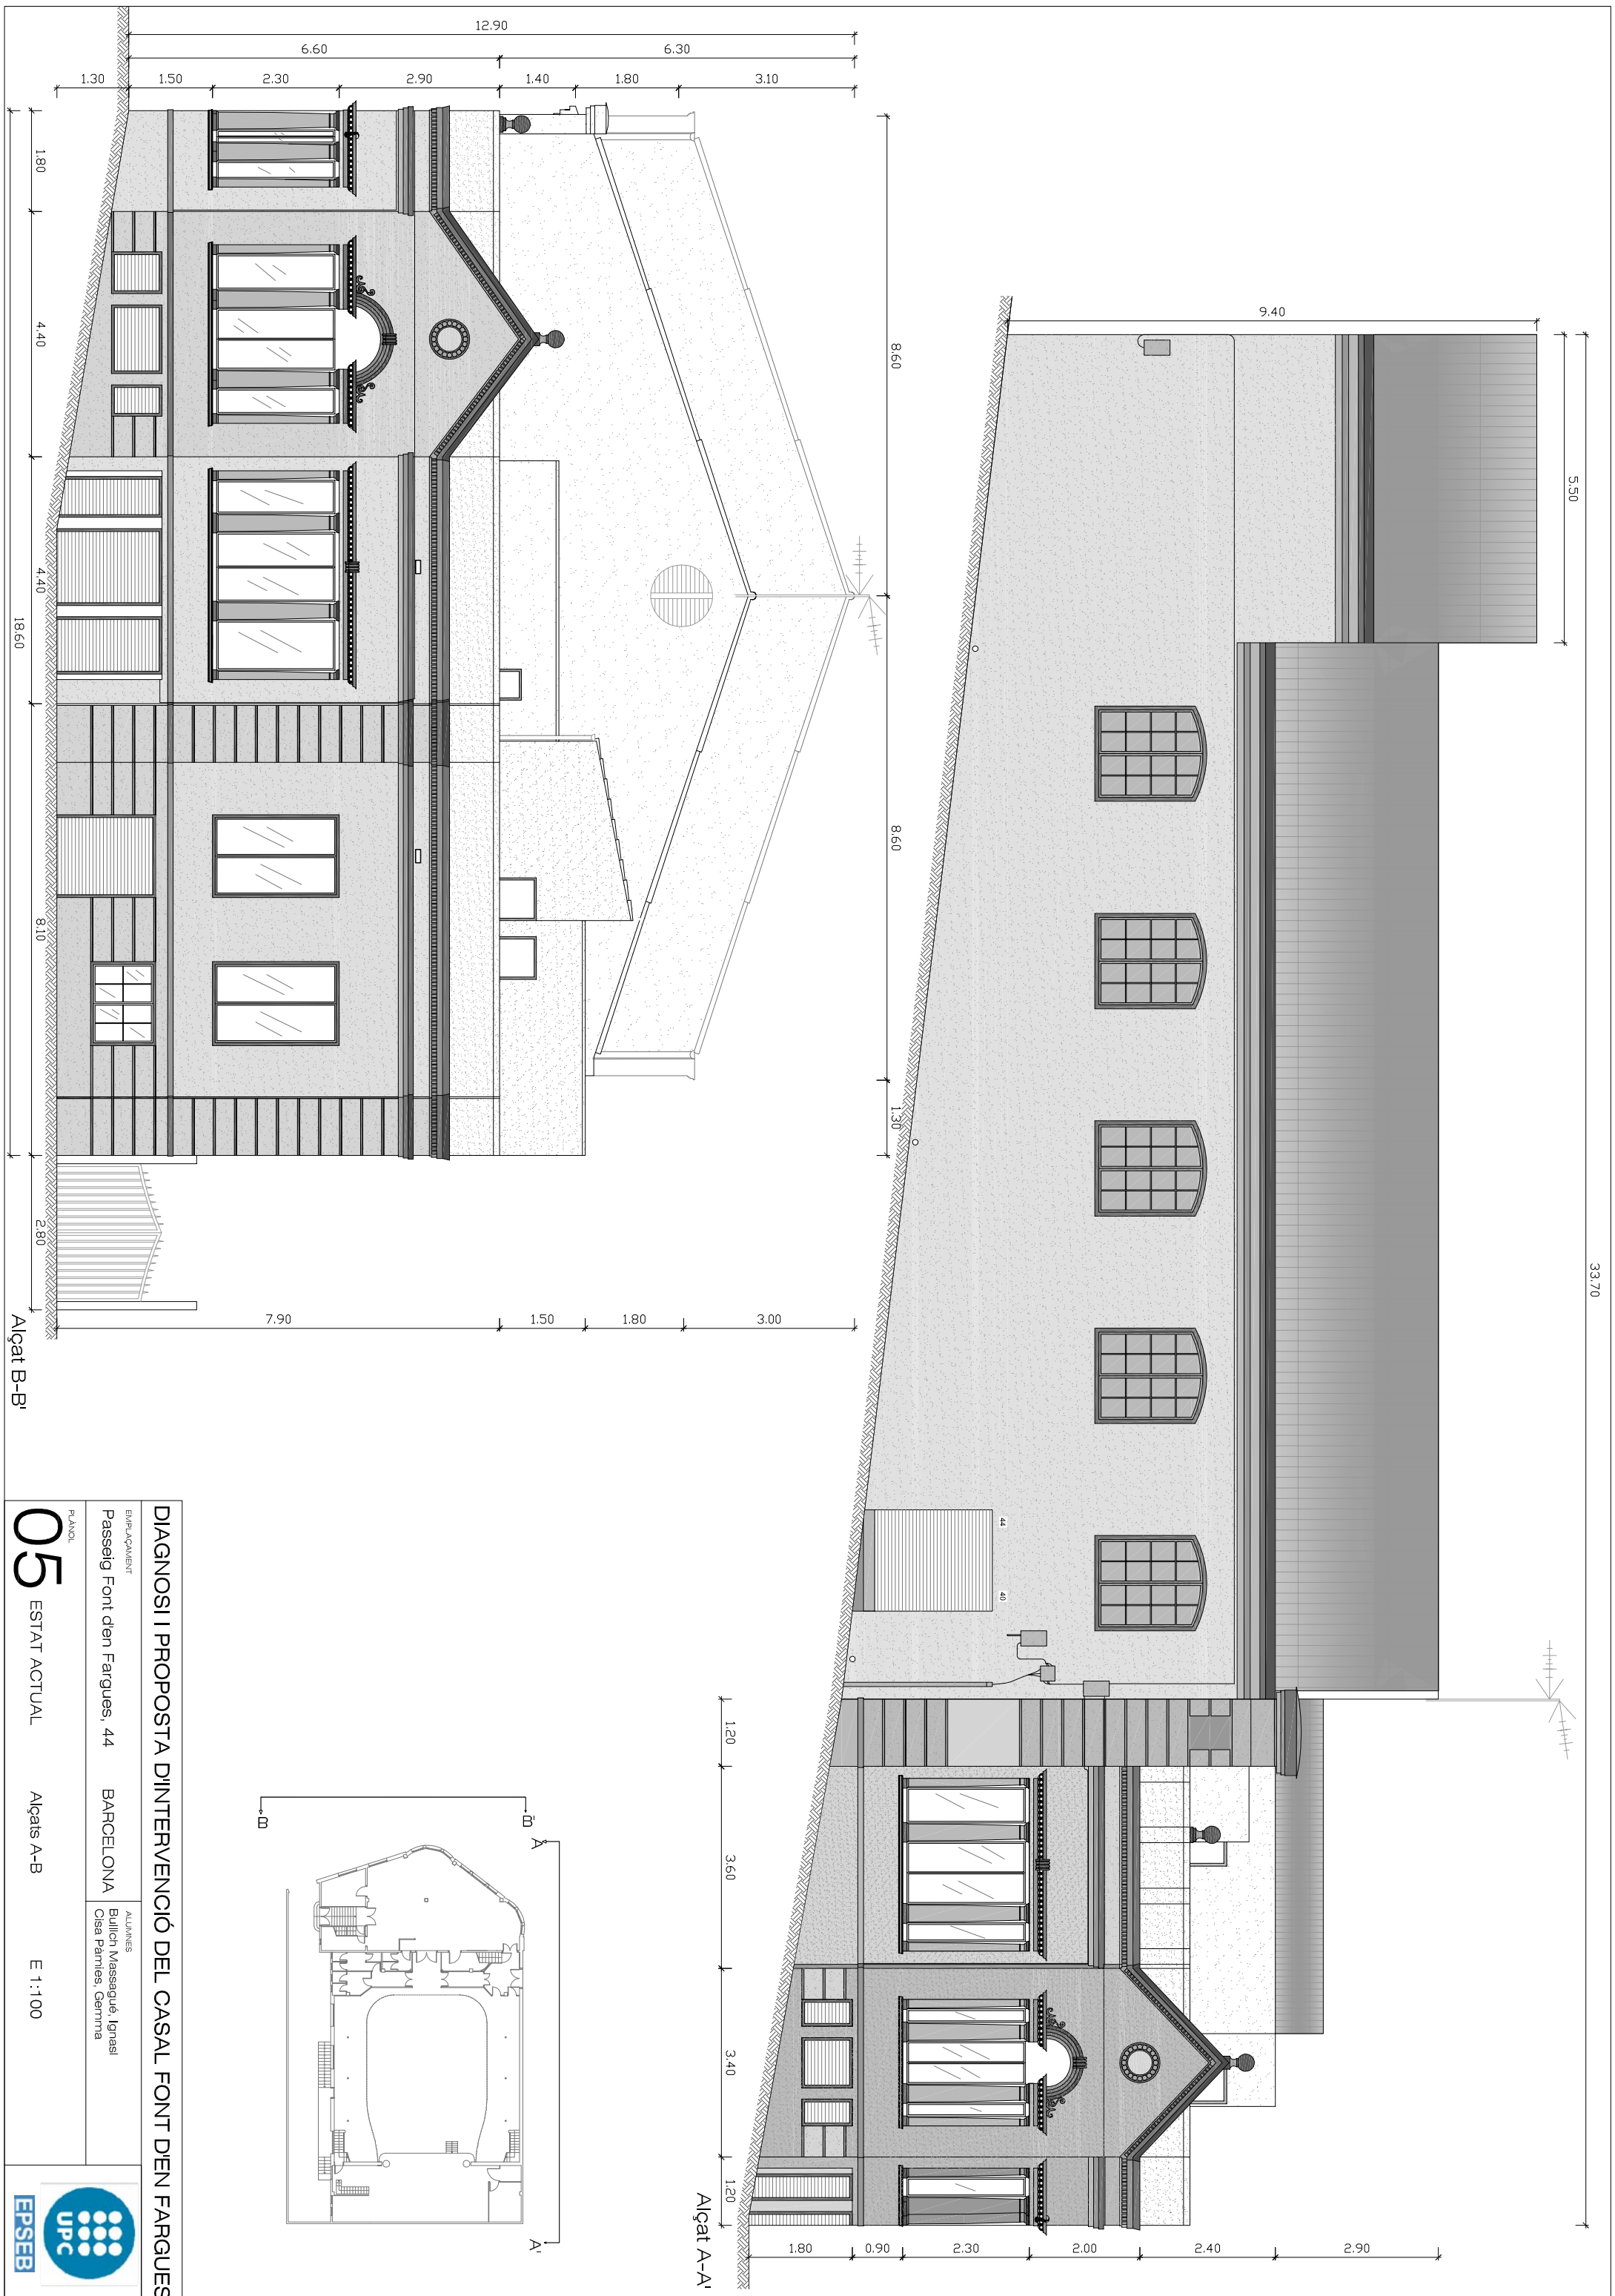 12.90
6.60
6.30
1.30
1.50
2.30
2.90
1.40
1.80
3.10
1.80
4.40
4.40
8.10
18.60
2.80
8.60
8.60
1.30
7.90
1.50
1.80
3.00
Alçat B-B'
9.40
5.50
33.70
44
40
1.20
3.60
3.40
1.20
1.80
0.90
2.30
2.00
2.40
2.90
Alçat A-A'
B
B'
A
A'
DIAGNOSI I PROPOSTA D'INTERVENCIÓ DEL CASAL FONT D'EN FARGUES
EMPLAÇAMENT
Passeig Font d'en Fargues, 44 BARCELONA
ALUMNES
Bullich Massagué, Ignasi
Cisa Pàmies, Gemma
PLÀNOL
05 ESTAT ACTUAL Alçats A-B E 1:100
UPC
EPSEB